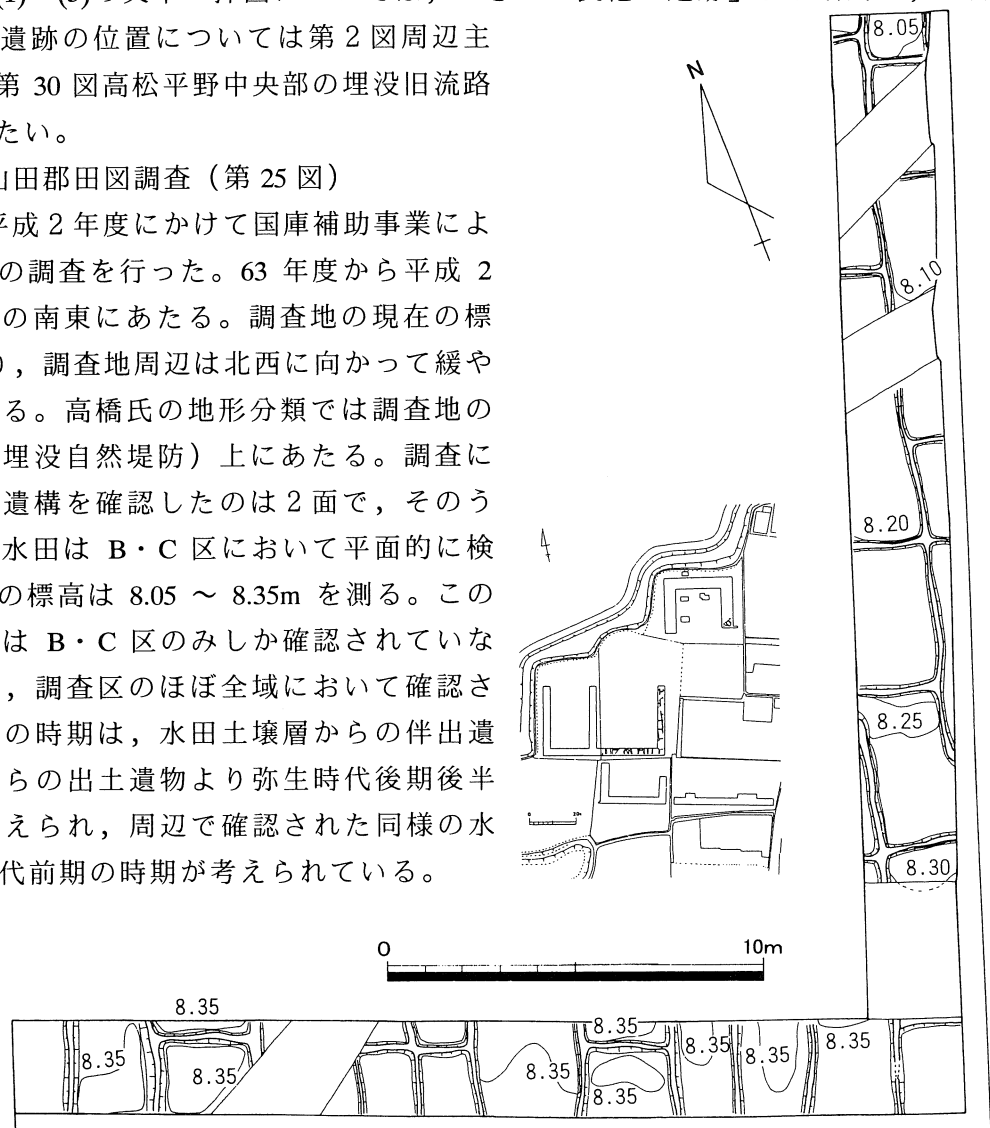 遺跡の位置については第２図周辺主
第 30 図高松平野中央部の埋没旧流路
たい。
山田郡田図調査（第 25 図）
平成２年度にかけて国庫補助事業によ
の調査を行った。63 年度から平成 2
の南東にあたる。調査地の現在の標
，調査地周辺は北西に向かって緩や
る。高橋氏の地形分類では調査地の
埋没自然堤防）上にあたる。調査に
遺構を確認したのは２面で，そのう
水田は B・C 区において平面的に検
の標高は 8.05 ～ 8.35m を測る。この
は B・C 区のみしか確認されていな
，調査区のほぼ全域において確認さ
の時期は，水田土壌層からの伴出遺
らの出土遺物より弥生時代後期後半
えられ，周辺で確認された同様の水
代前期の時期が考えられている。
N
8.05
8.10
8.20
8.25
8.30
0 10m
8.35
8.35
8.35
8.35
8.35
8.35
8.35
8.35
8.35